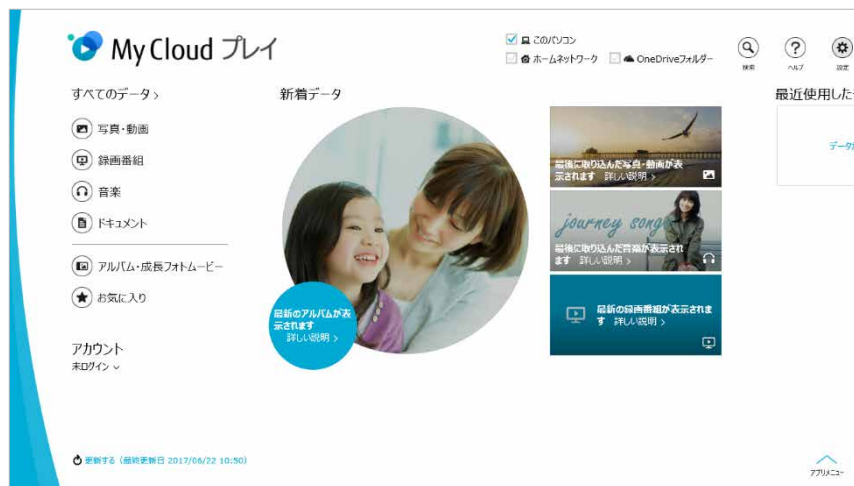 My Cloud プレイ
このパソコン
ホームネットワーク
OneDriveフォルダー
検索
ヘルプ
設定
すべてのデータ >
新着データ
最近使用した
写真・動画
録画番組
音楽
ドキュメント
アルバム・成長フォトムービー
お気に入り
アカウント
未ログイン
最新のアルバムが表
示されます
詳しい説明 >
最後に取り込んだ写真・動画が表
示されます 詳しい説明 >
journey song
最後に取り込んだ音楽が表示され
ます 詳しい説明 >
最新の録画番組が表示されま
す 詳しい説明 >
データ
更新する (最終更新日 2017/06/22 10:50)
アプリメニュー